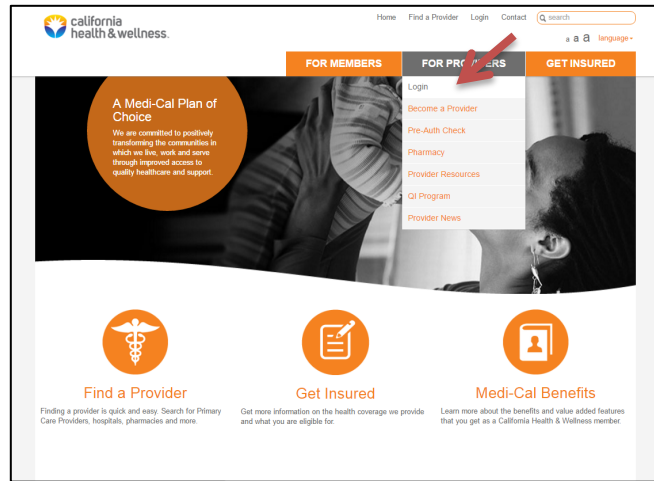 california
health & wellness.
Home Find a Provider Login Contact search
a a a language
FOR MEMBERS FOR PROVIDERS GET INSURED
Login
Become a Provider
Pre-Auth Check
Pharmacy
Provider Resources
QI Program
Provider News
A Medi-Cal Plan of
Choice
We are committed to positively
transforming the communities in
which we live, work and serve
through improved access to
quality healthcare and support.
Find a Provider
Finding a provider is quick and easy. Search for Primary
Care Providers, hospitals, pharmacies and more.
Get Insured
Get more information on the health coverage we provide
and what you are eligible for.
Medi-Cal Benefits
Learn more about the benefits and value added features
that you get as a California Health & Wellness member.